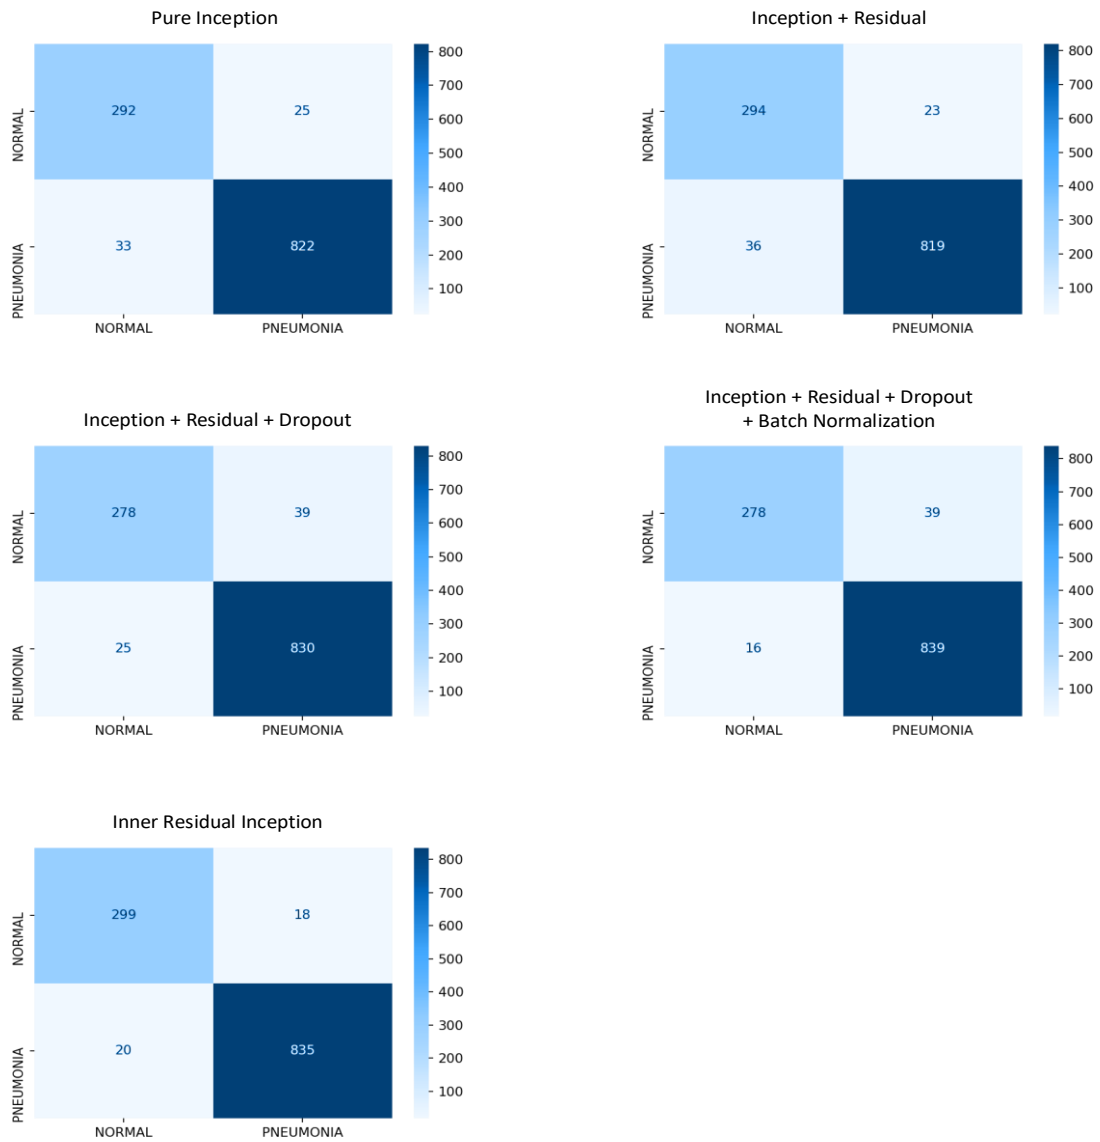 Pure Inception
NORMAL
292
25
PNEUMONIA
33
822
NORMAL
PNEUMONIA
800
700
600
500
400
300
200
100
Inception + Residual
NORMAL
294
23
PNEUMONIA
36
819
NORMAL
PNEUMONIA
800
700
600
500
400
300
200
100
Inception + Residual + Dropout
NORMAL
278
39
PNEUMONIA
25
830
NORMAL
PNEUMONIA
800
700
600
500
400
300
200
100
Inception + Residual + Dropout
+ Batch Normalization
NORMAL
278
39
PNEUMONIA
16
839
NORMAL
PNEUMONIA
800
700
600
500
400
300
200
100
Inner Residual Inception
NORMAL
299
18
PNEUMONIA
20
835
NORMAL
PNEUMONIA
800
700
600
500
400
300
200
100